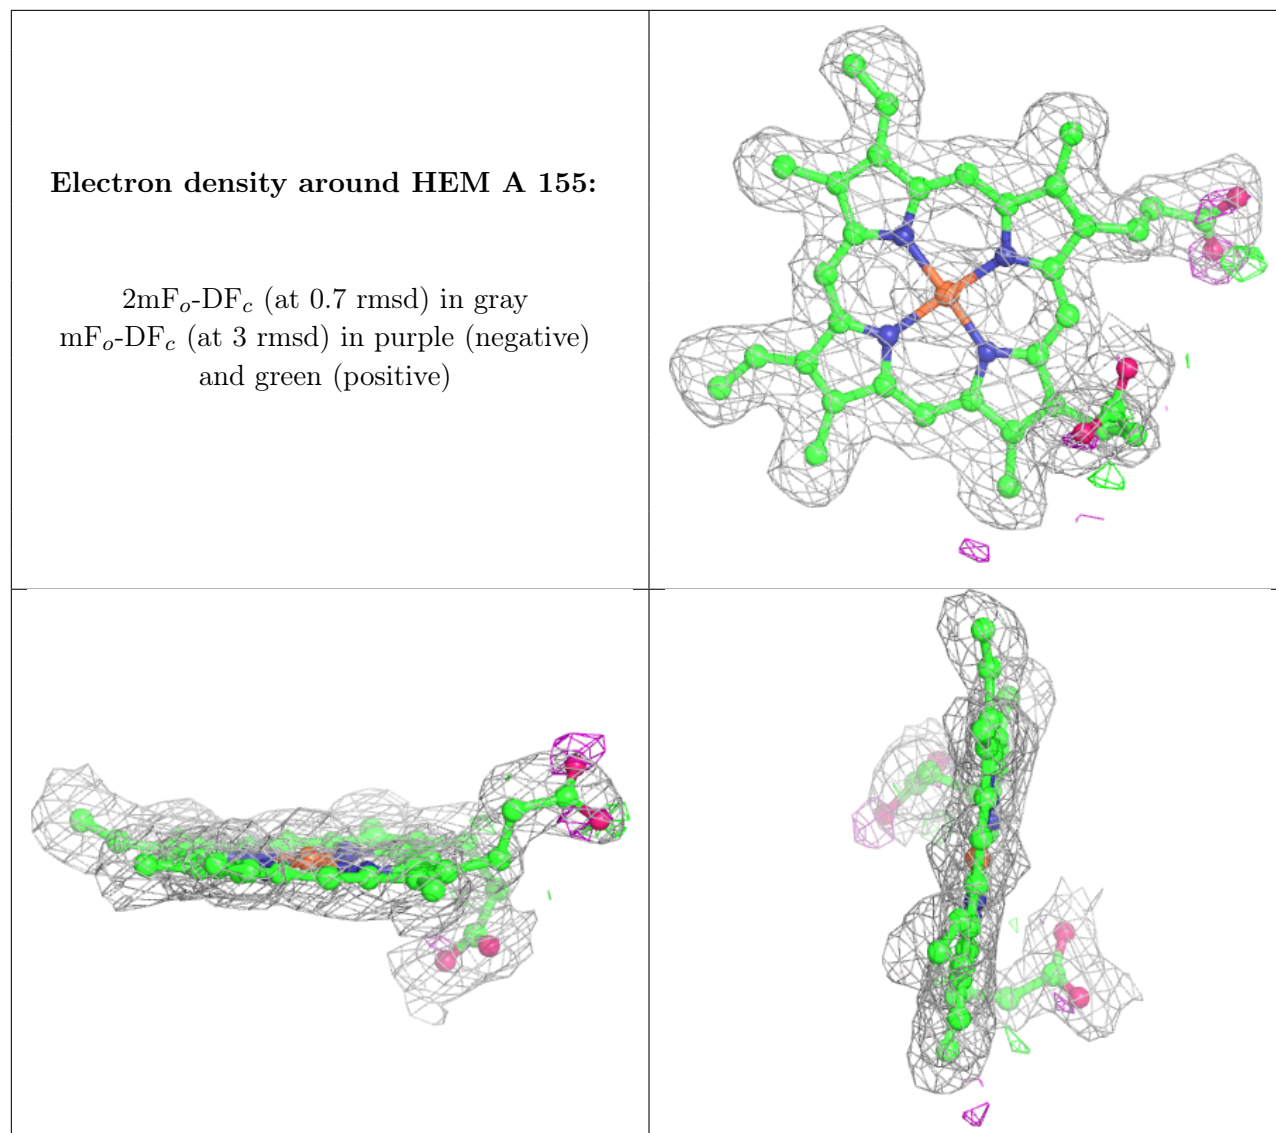 Electron density around HEM A 155:
2mFo-DFc (at 0.7 rmsd) in gray
mFo-DFc (at 3 rmsd) in purple (negative)
and green (positive)